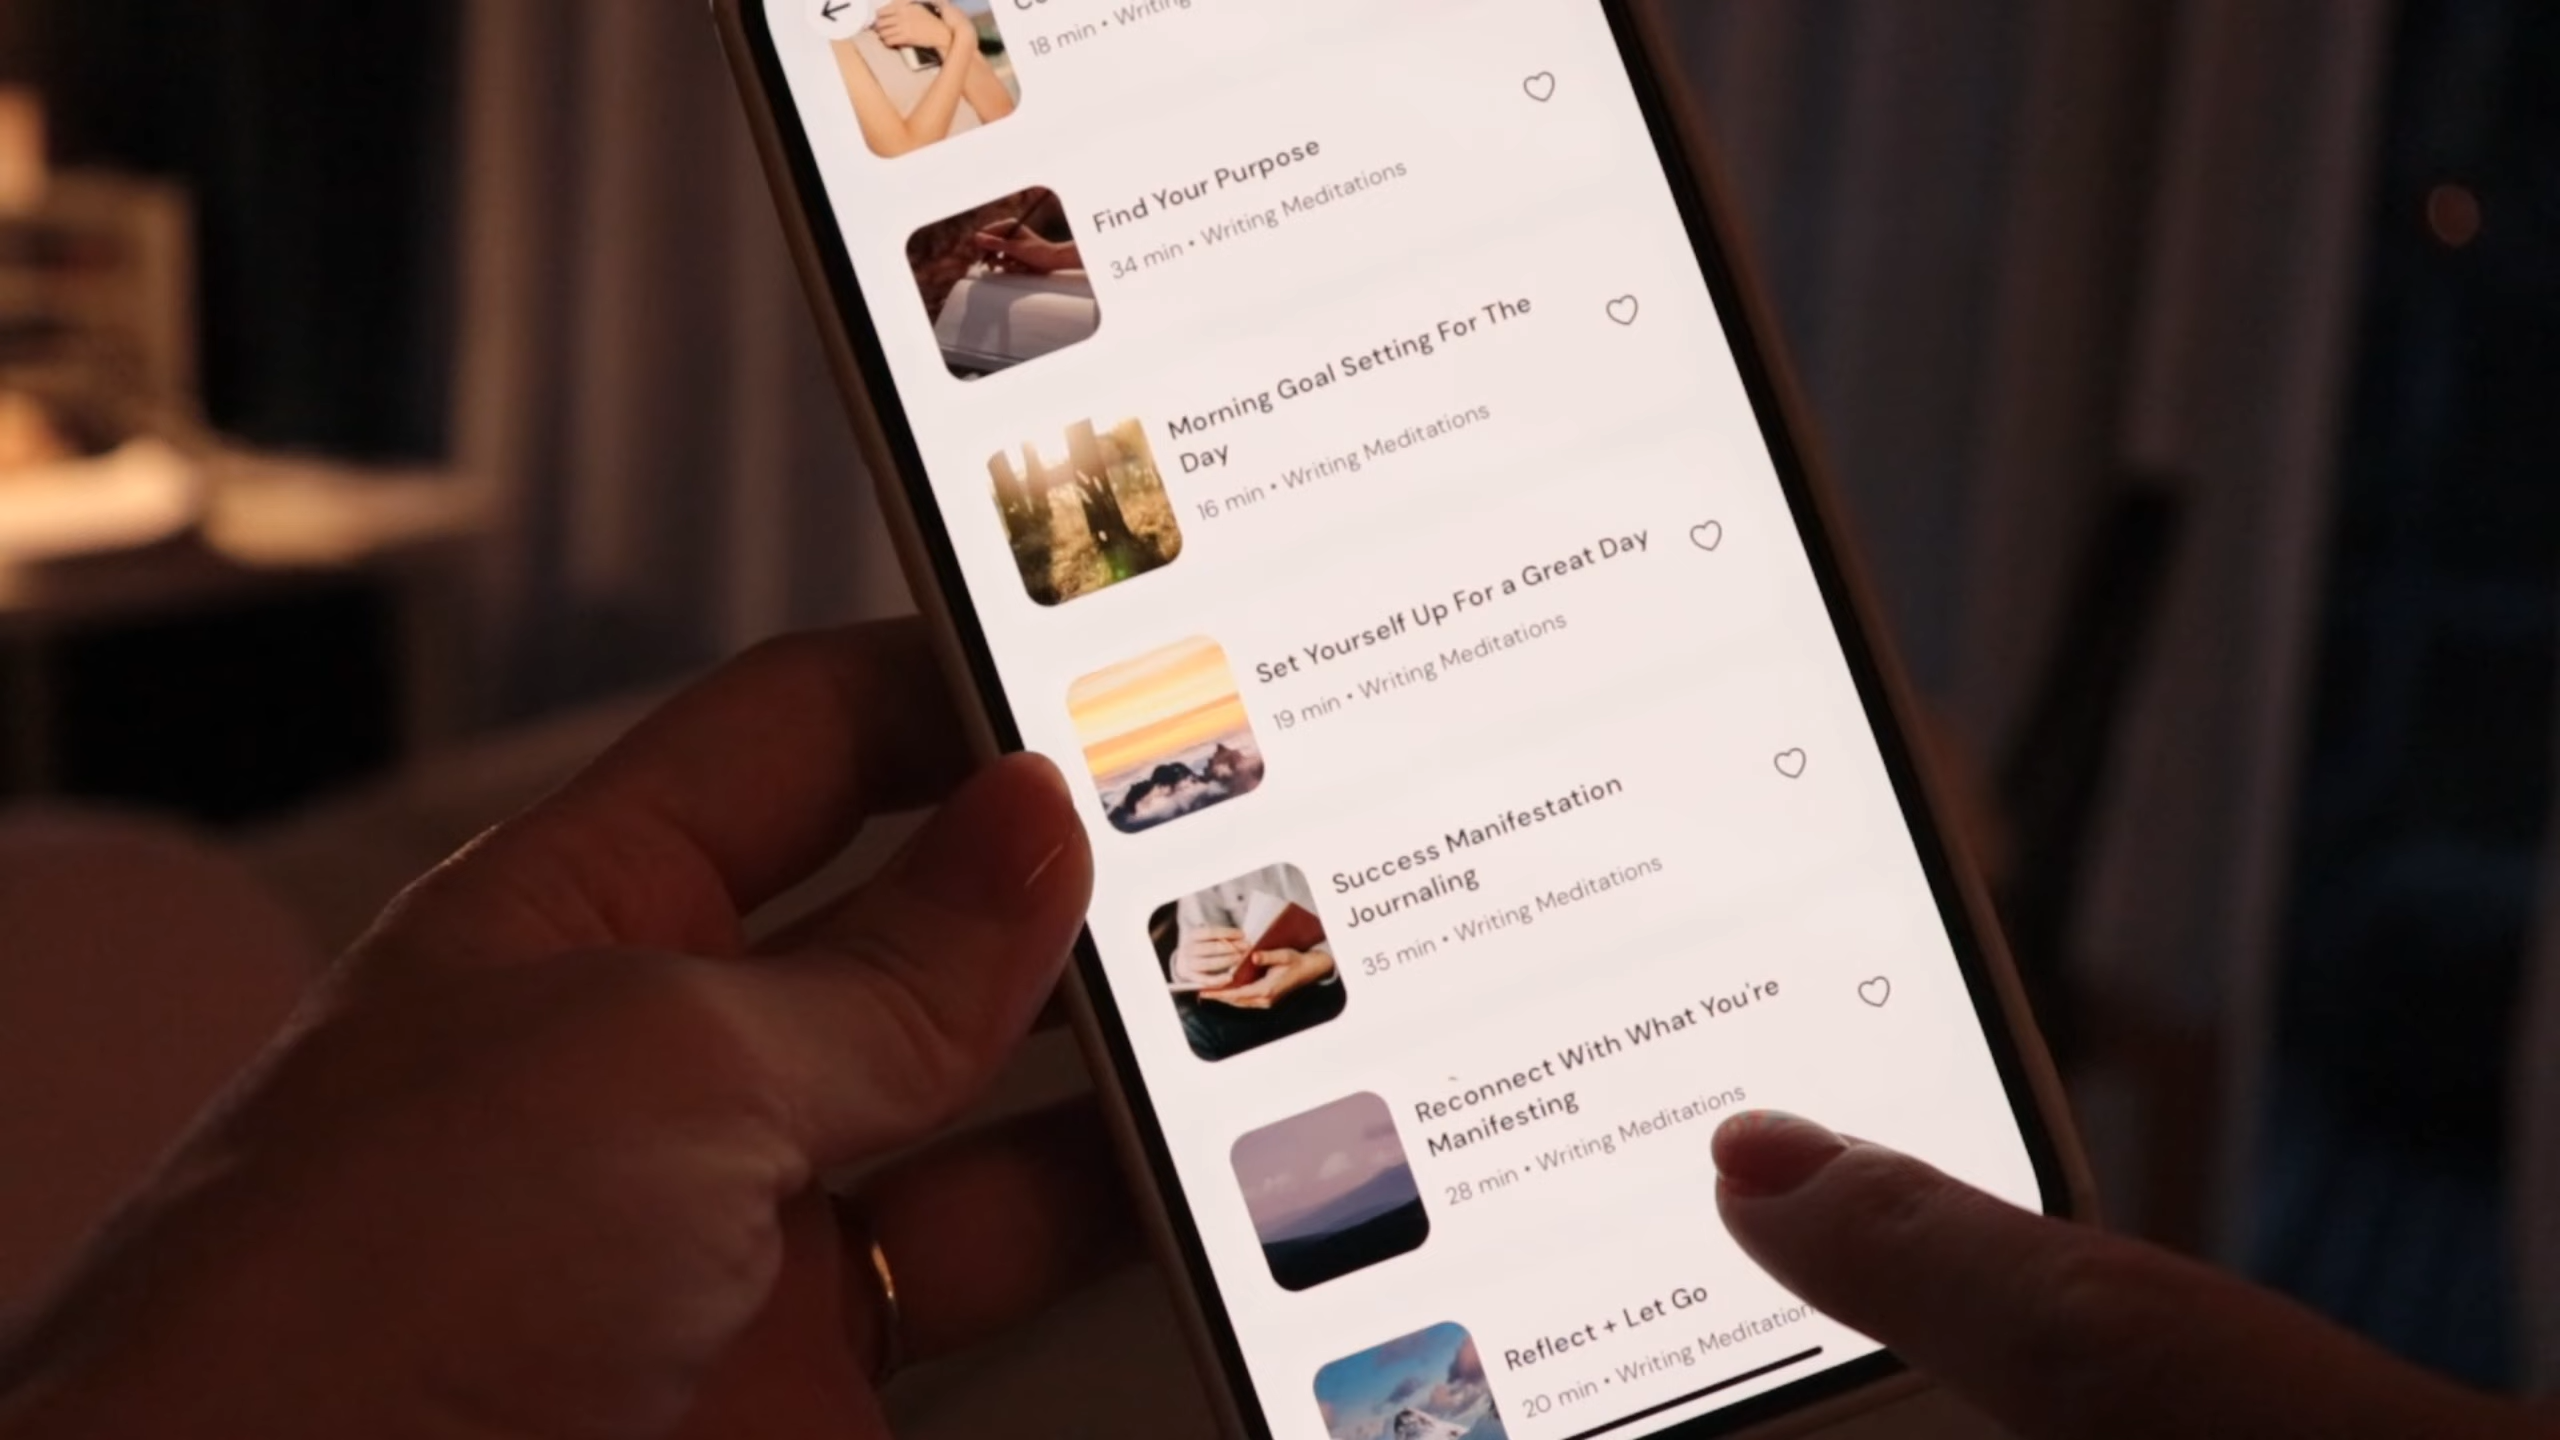 18 min • Writing
Find Your Purpose
34 min • Writing Meditations
Morning Goal Setting For The
Day
16 min • Writing Meditations
Set Yourself Up For a Great Day
19 min • Writing Meditations
Success Manifestation
Journaling
35 min • Writing Meditations
Reconnect With What You're
Manifesting
28 min • Writing Meditations
Reflect + Let Go
20 min • Writing Meditation